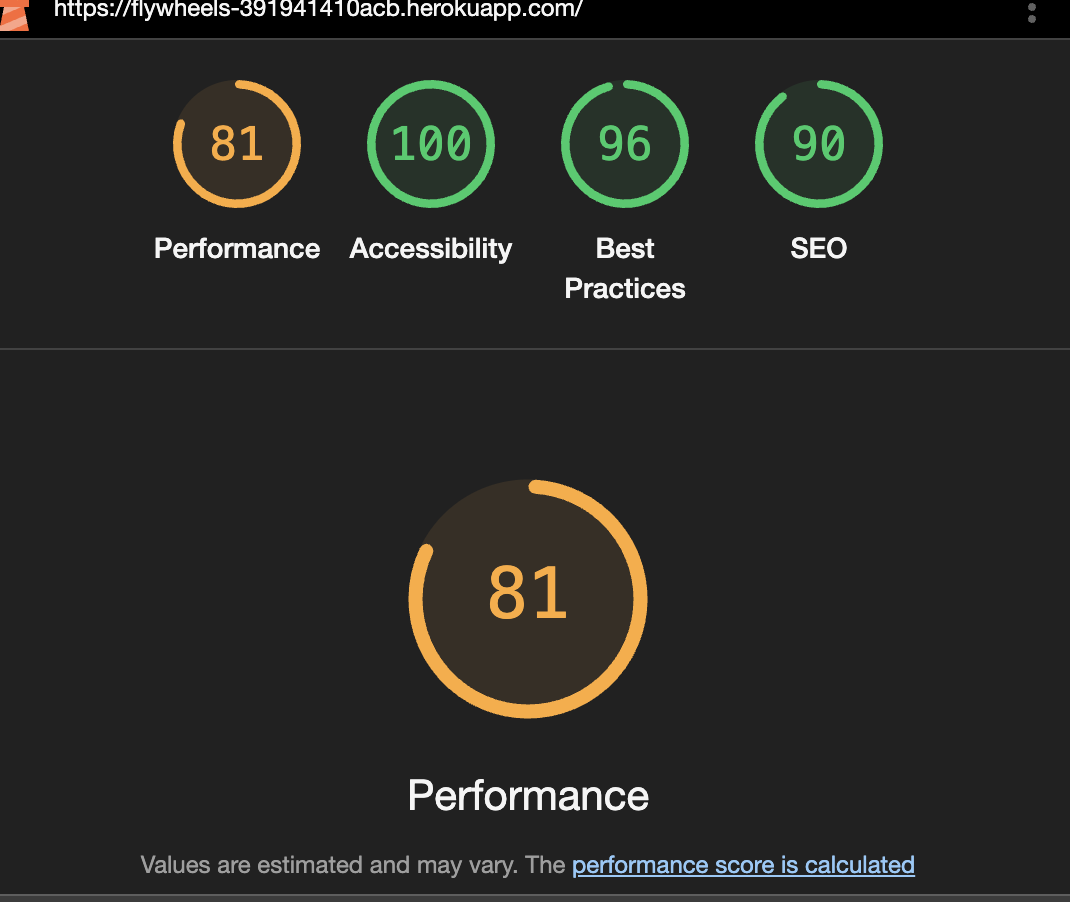 https://flywheels-391941410acb.herokuapp.com/
81
100
96
90
Performance
Accessibility
Best
Practices
SEO
81
Performance
Values are estimated and may vary. The performance score is calculated